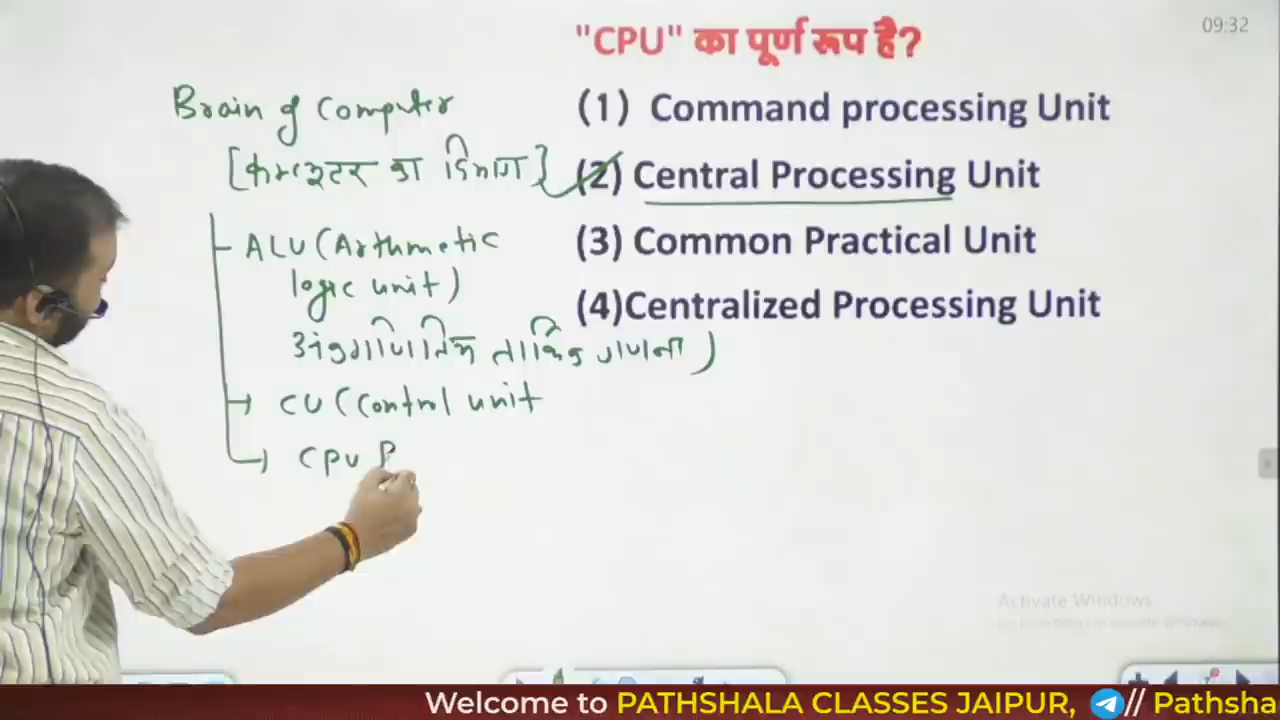 09:32
"CPU" का पूर्ण रूप है?
(1) Command processing Unit
(2) Central Processing Unit
(3) Common Practical Unit
(4)Centralized Processing Unit
Brain of Computer
ALU (Arthmetic
logic unit)
CU (Control unit
CPU
Activate Windows
Welcome to PATHSHALA CLASSES JAIPUR, // Pathsha